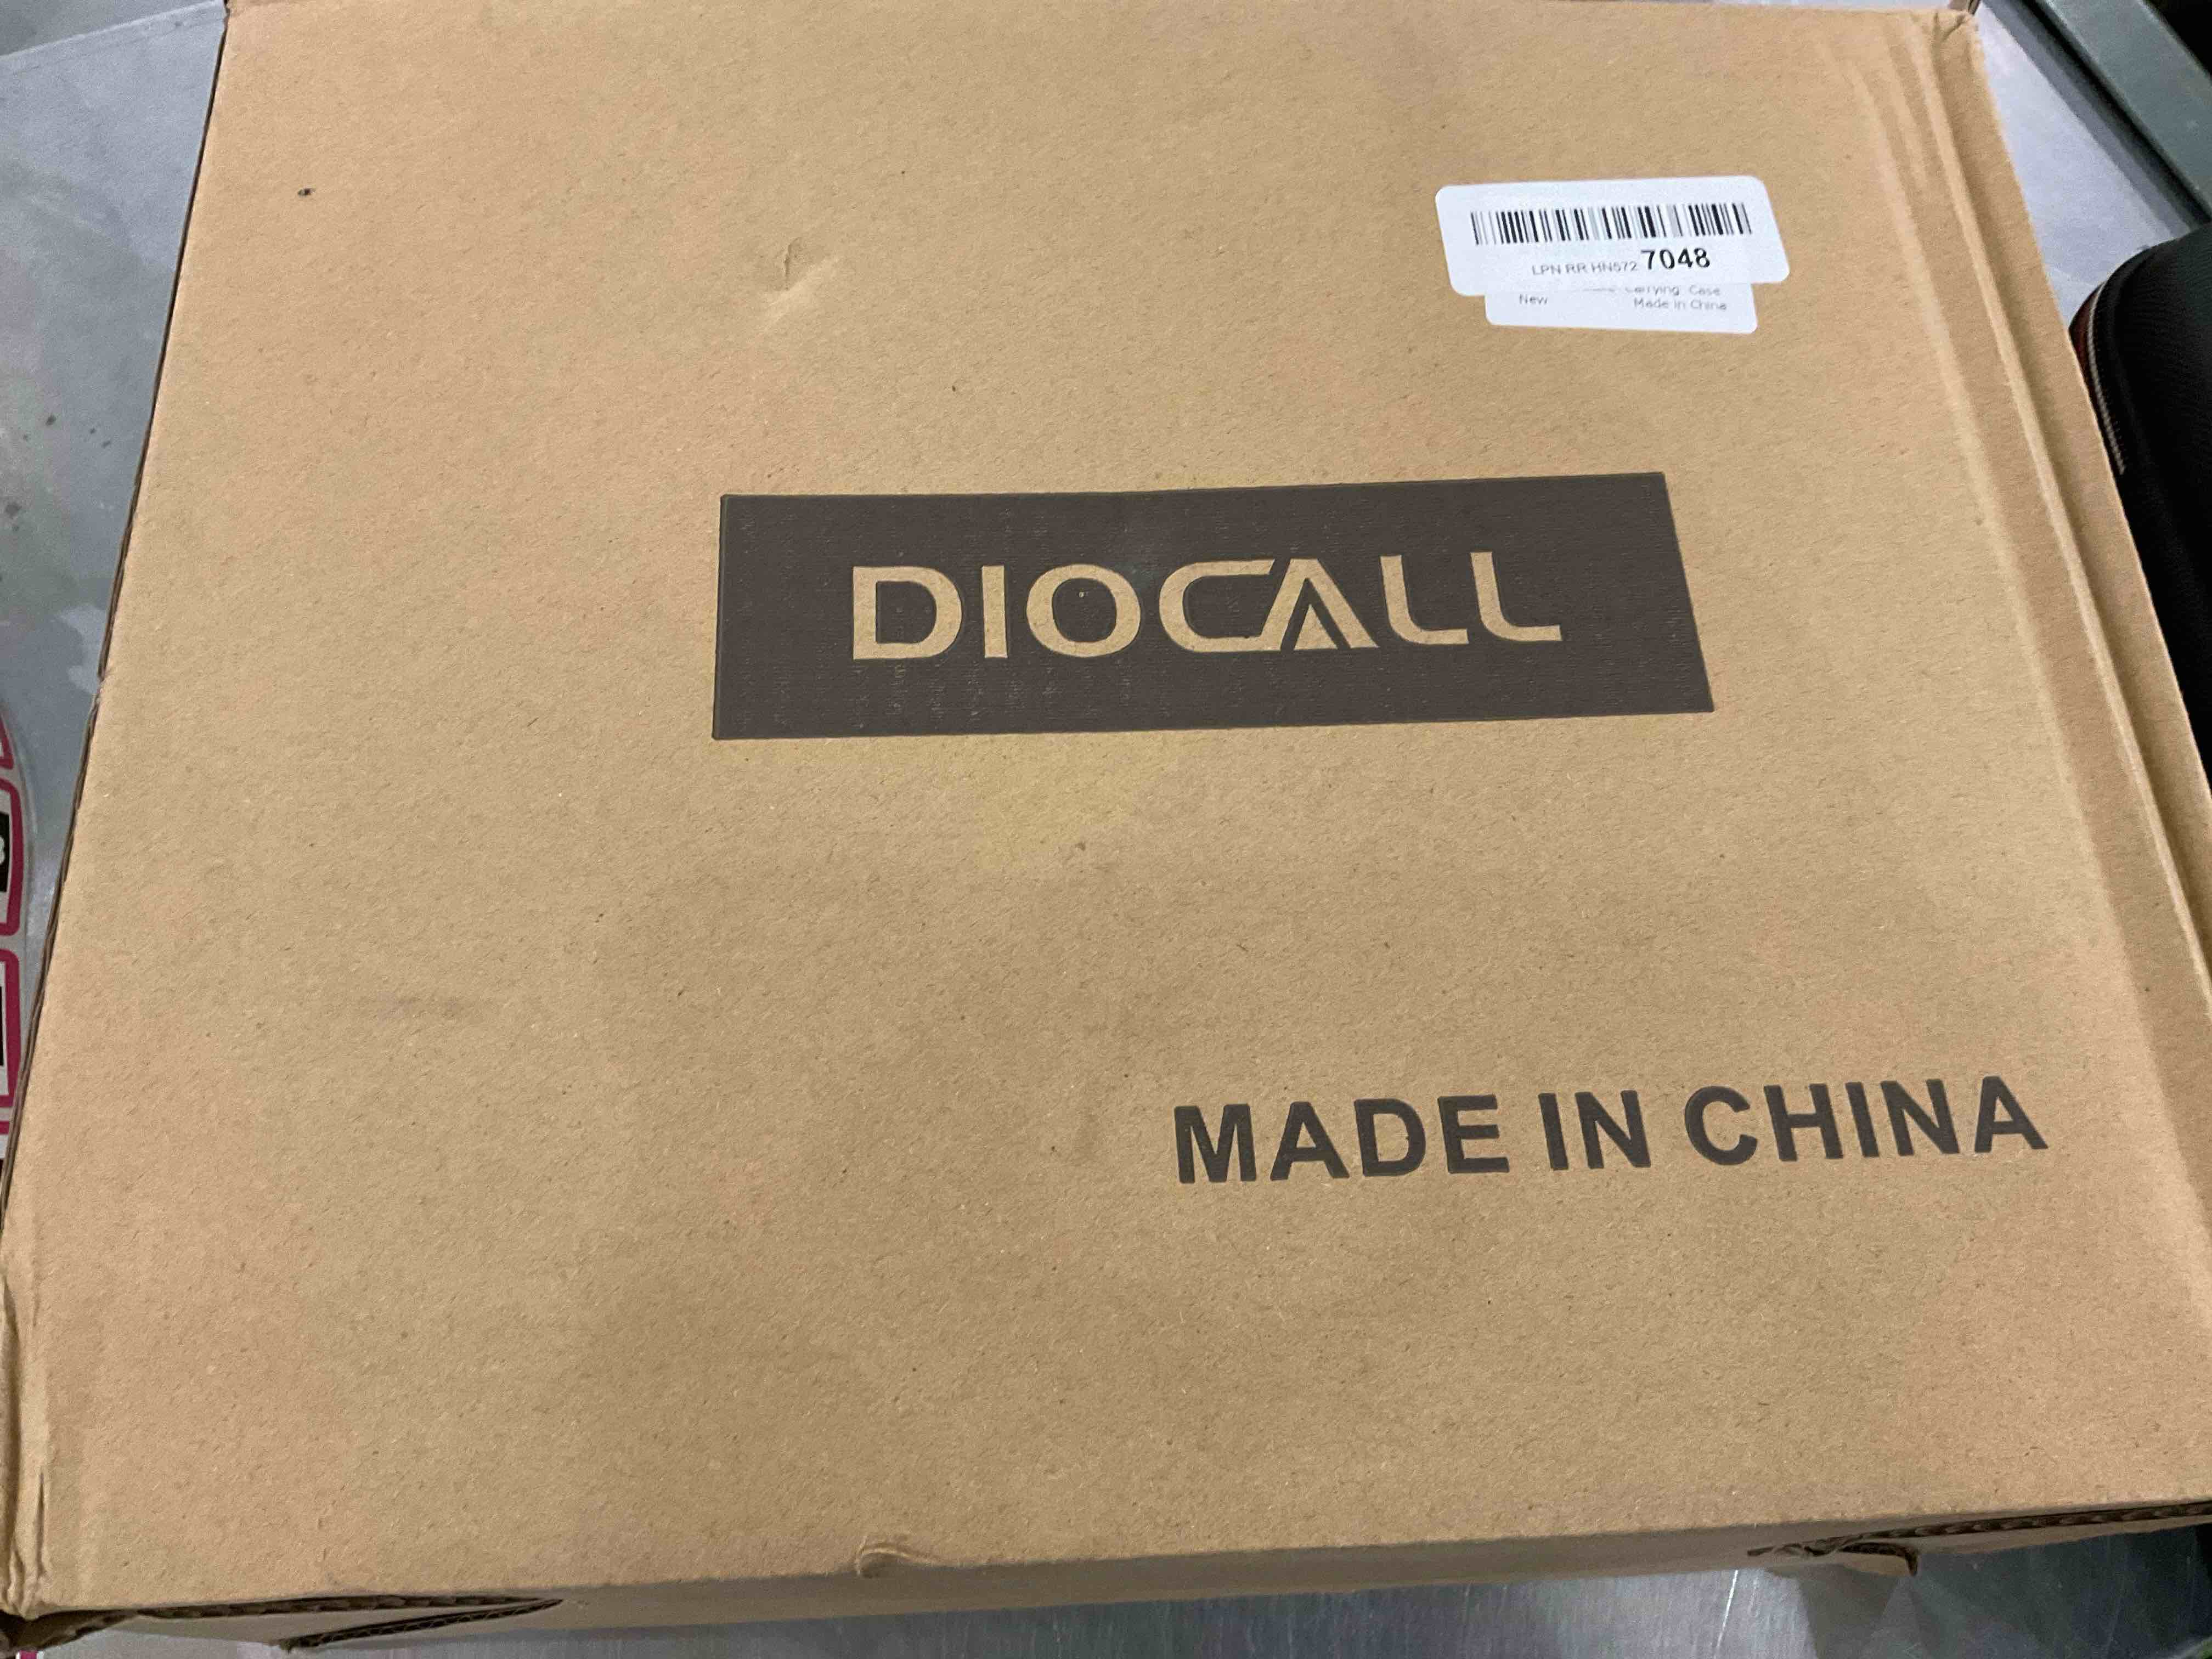 LPN RR HN572 7048
Carrying Case
New Made in China
DIOCALL
MADE IN CHINA